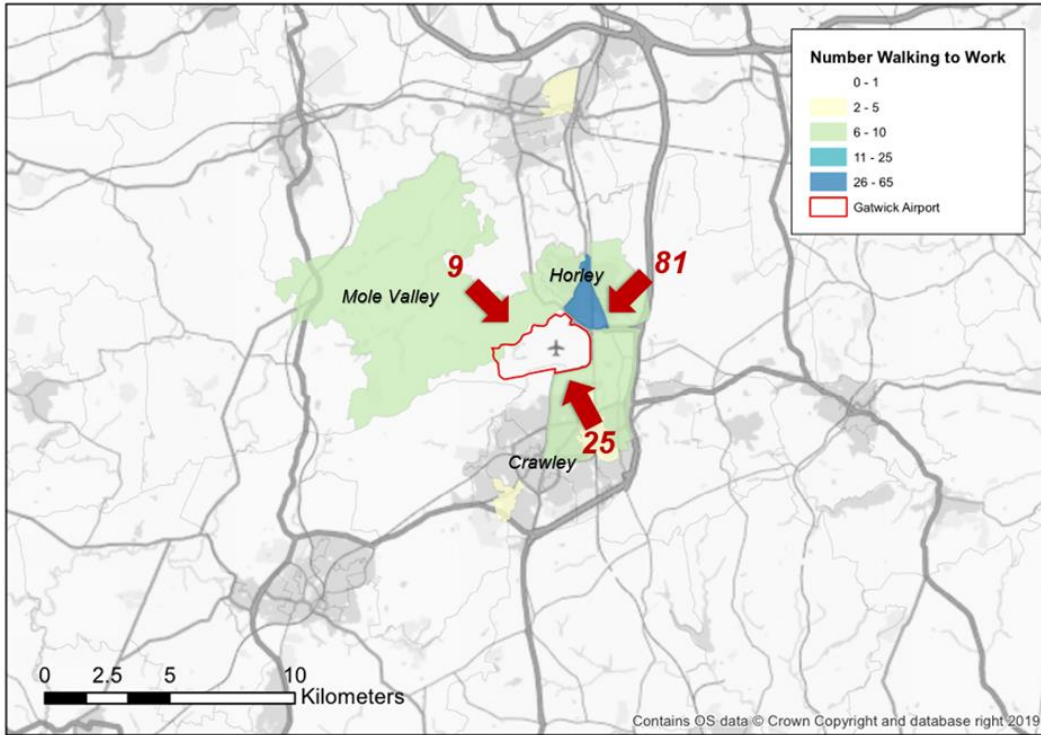 Number Walking to Work
0 - 1
2 - 5
6 - 10
11 - 25
26 - 65
Gatwick Airport
9
Horley
81
Mole Valley
25
Crawley
0 2.5 5 10
Kilometers
Contains OS data © Crown Copyright and database right 2019